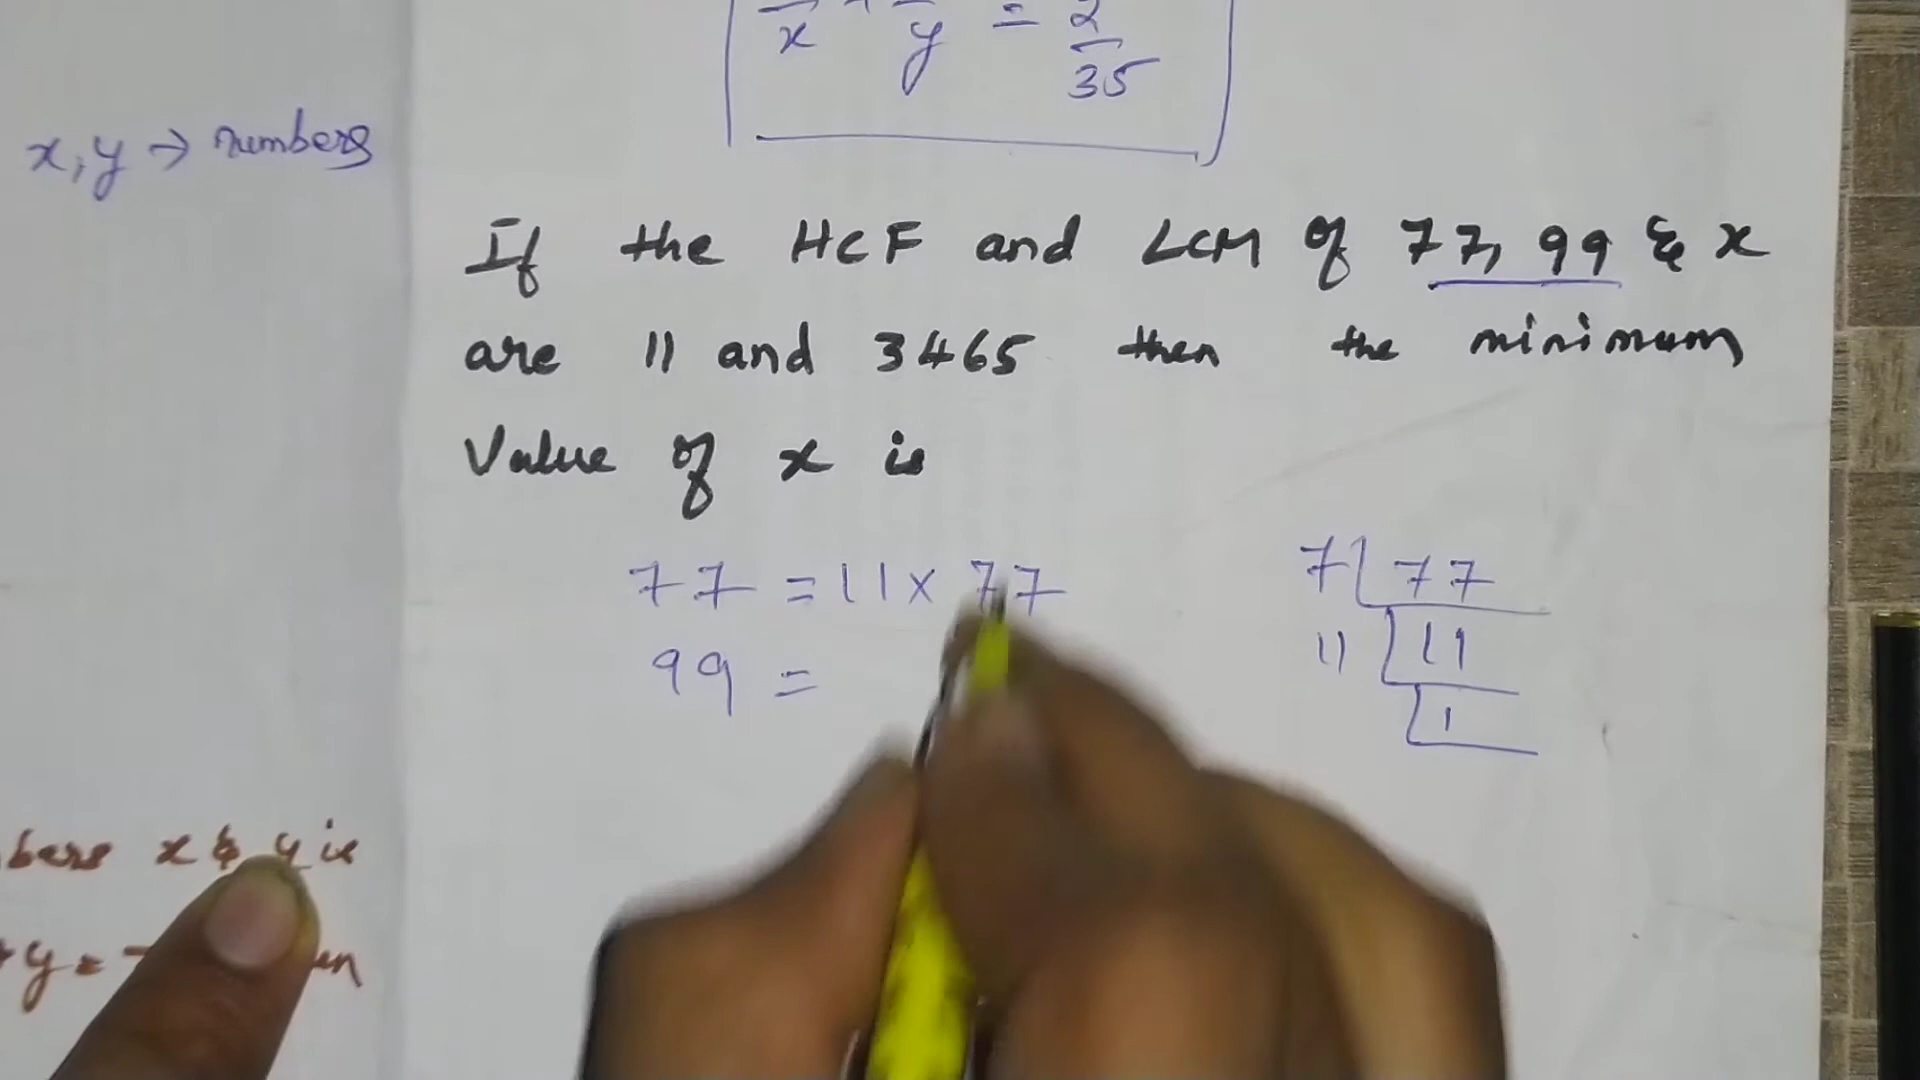 x y = 2
35
x, y → numbers
If the HCF and LCM of 77, 99 & x
are 11 and 3465 then the minimum
Value of x is
77 = 11 × 77
99 =
7 77
11 11
1
x & y is
y =